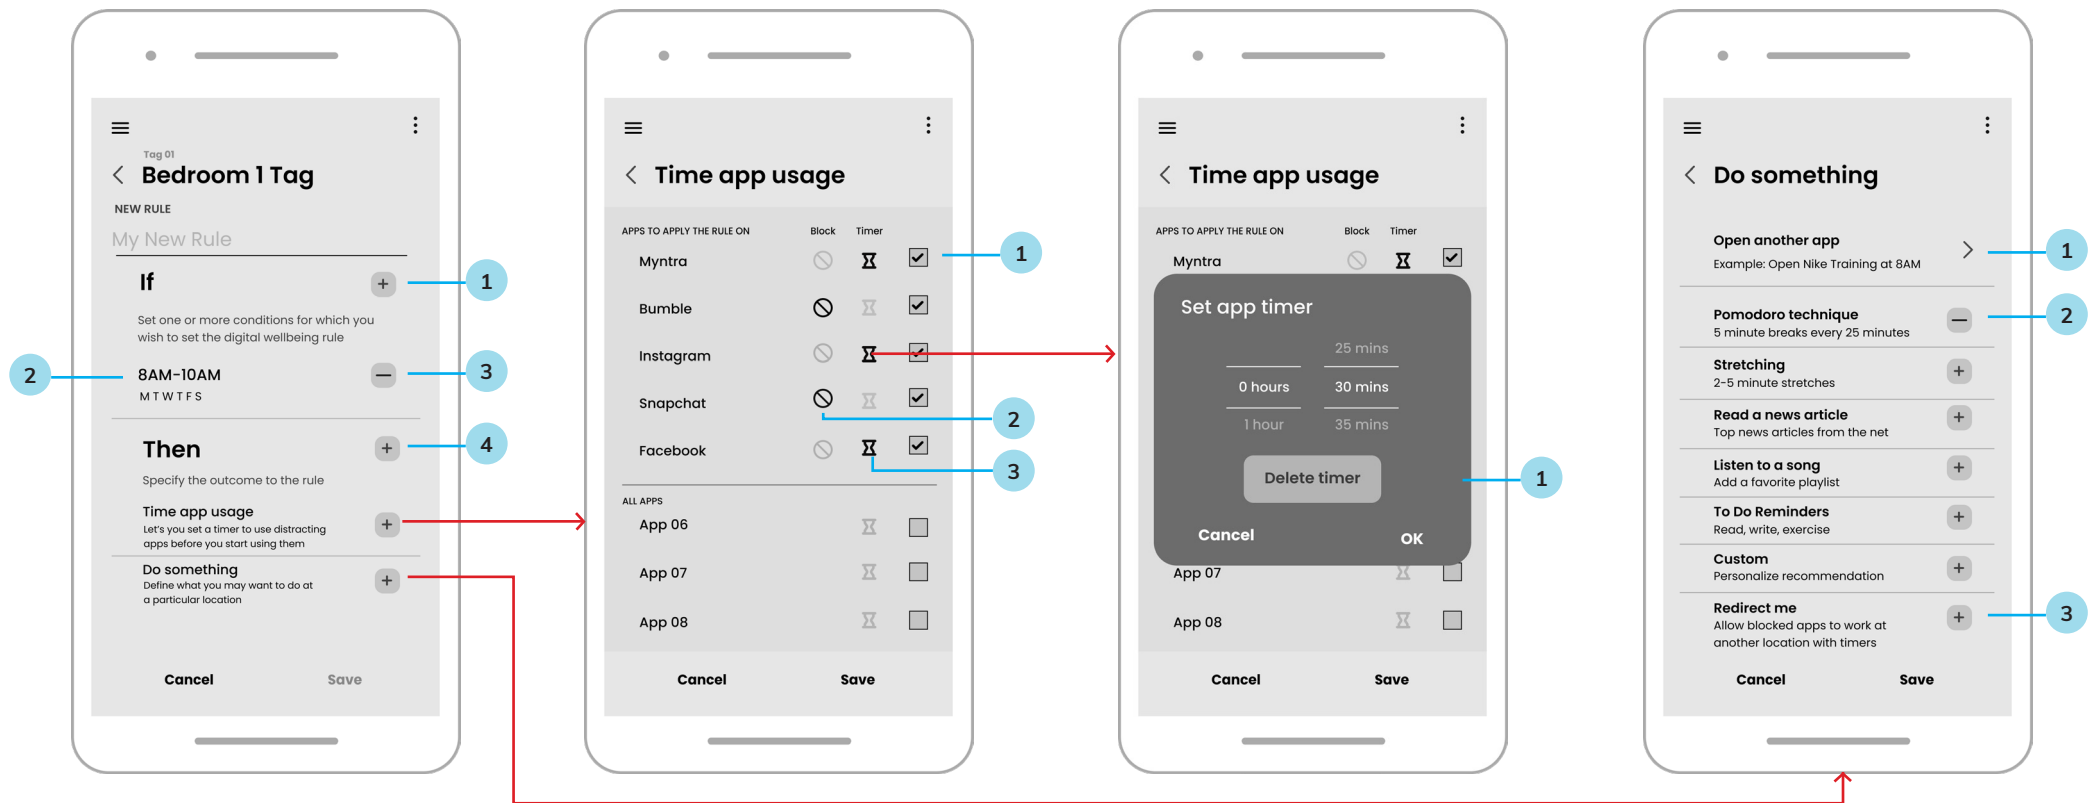 Tag 01
Bedroom 1 Tag
NEW RULE
My New Rule
If
1
Set one or more conditions for which you
wish to set the digital wellbeing rule
2
8AM-10AM
3
M T W T F S
Then
4
Specify the outcome to the rule
Time app usage
Let's you set a timer to use distracting
apps before you start using them
Do something
Define what you may want to do at
a particular location
Cancel
Save
Time app usage
APPS TO APPLY THE RULE ON Block Timer
Myntra
1
Bumble
Instagram
Snapchat
2
Facebook
3
ALL APPS
App 06
App 07
App 08
Cancel
Save
Time app usage
APPS TO APPLY THE RULE ON Block Timer
Myntra
Set app timer
25 mins
0 hours 30 mins
1 hour 35 mins
Delete timer
1
Cancel
OK
App 07
App 08
Cancel
Save
Do something
Open another app
1
Example: Open Nike Training at 8AM
Pomodoro technique
2
5 minute breaks every 25 minutes
Stretching
2-5 minute stretches
Read a news article
Top news articles from the net
Listen to a song
Add a favorite playlist
To Do Reminders
Read, write, exercise
Custom
Personalize recommendation
Redirect me
3
Allow blocked apps to work at
another location with timers
Cancel
Save